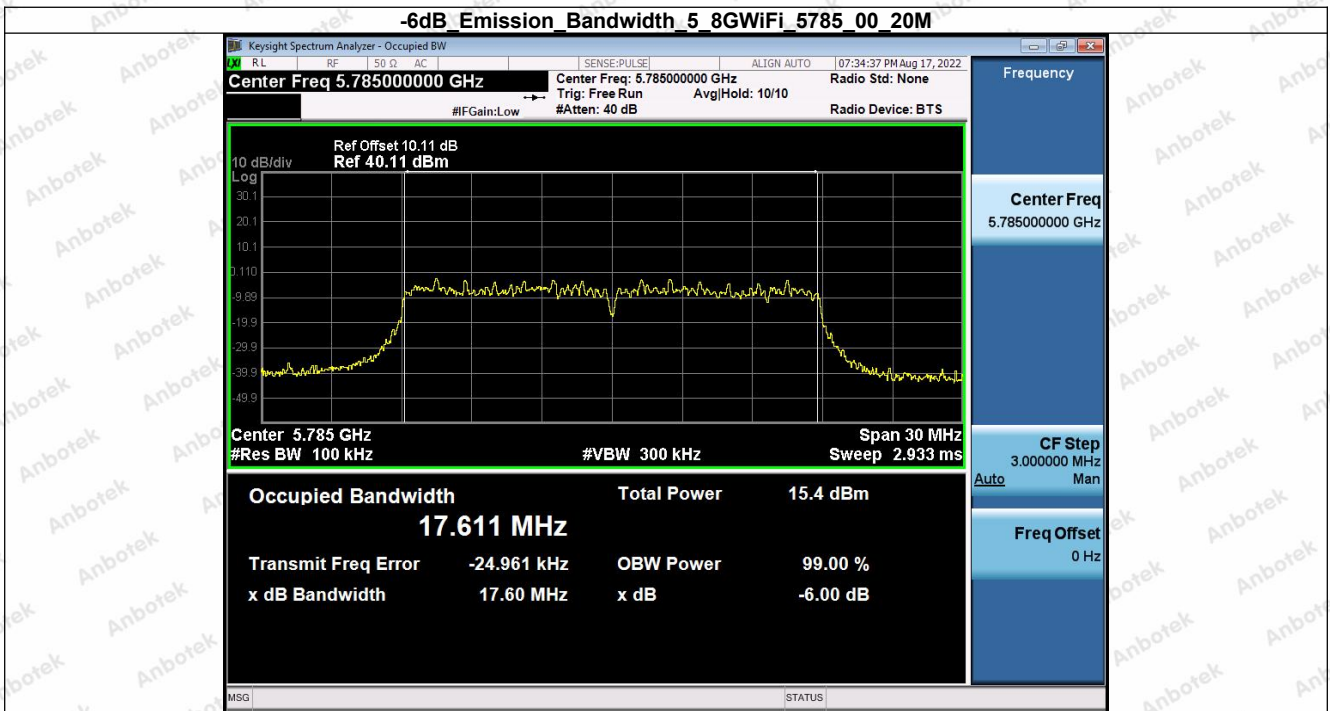 -6dB_Emission_Bandwidth_5_8GWiFi_5785_00_20M
Keysight Spectrum Analyzer - Occupied BW
LXI RL RF 50 Ω AC SENSE:PULSE ALIGN AUTO 07:34:37 PM Aug 17, 2022
Center Freq 5.785000000 GHz
Center Freq: 5.785000000 GHz
Radio Std: None
Trig: Free Run Avg|Hold: 10/10
#IFGain:Low
#Atten: 40 dB
Radio Device: BTS
Frequency
Ref Offset 10.11 dB
10 dB/div Ref 40.11 dBm
Log
30.1
20.1
10.1
0.110
-9.89
-19.9
-29.9
-39.9
-49.9
Center 5.785 GHz
Span 30 MHz
#Res BW 100 kHz
#VBW 300 kHz
Sweep 2.933 ms
Center Freq
5.785000000 GHz
CF Step
3.000000 MHz
Auto Man
Freq Offset
0 Hz
Occupied Bandwidth
17.611 MHz
Total Power 15.4 dBm
Transmit Freq Error -24.961 kHz
OBW Power 99.00 %
x dB Bandwidth 17.60 MHz
x dB -6.00 dB
MSG
STATUS
Anbotek